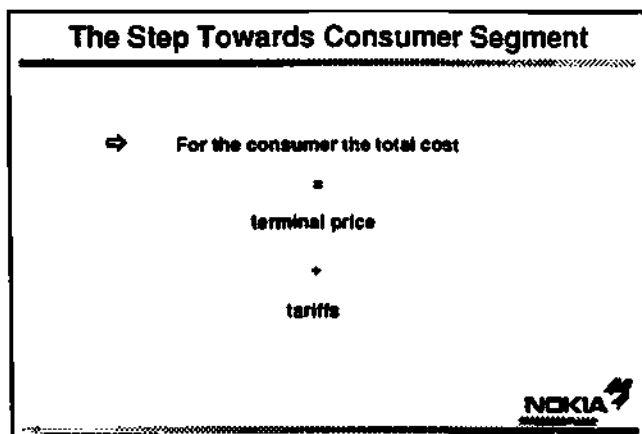 The Step Towards Consumer Segment
⇨ For the consumer the total cost
=
terminal price
+
tariffs
NOKIA